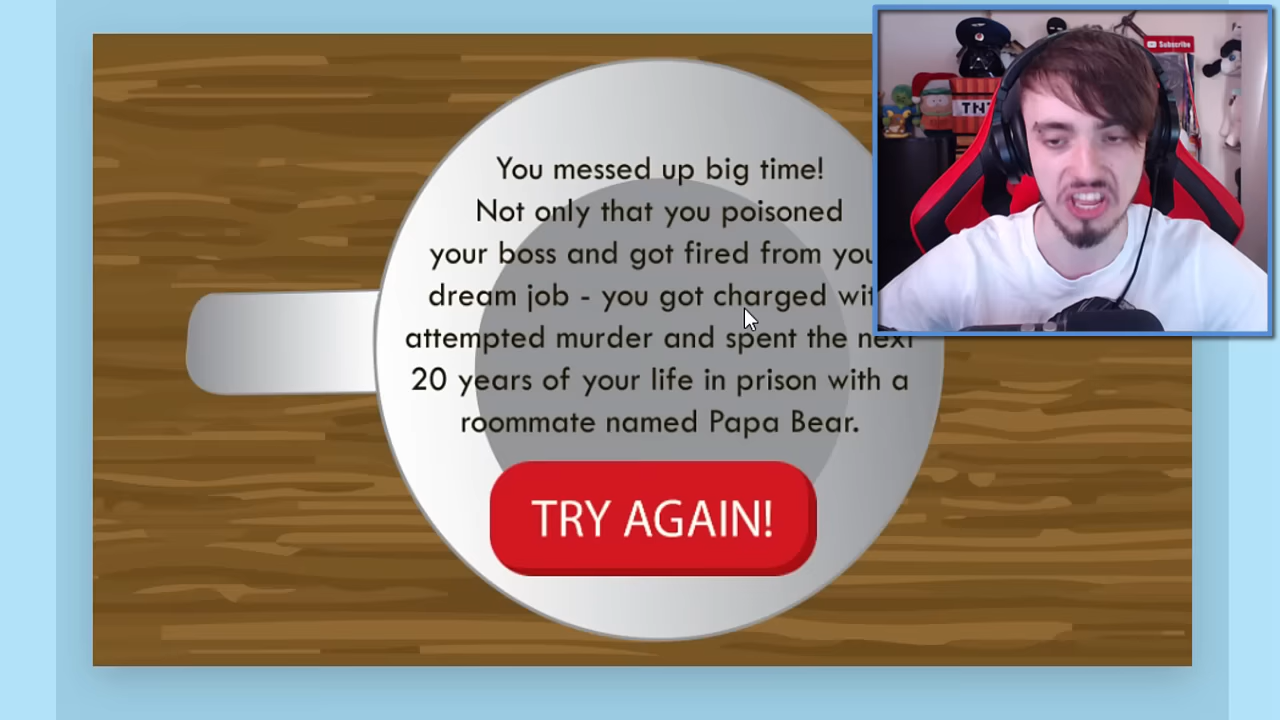 You messed up big time!
Not only that you poisoned
your boss and got fired from
dream job - you got charged
attempted murder and spent the next
20 years of your life in prison with a
roommate named Papa Bear.
TRY AGAIN!
Subscribe
TNT